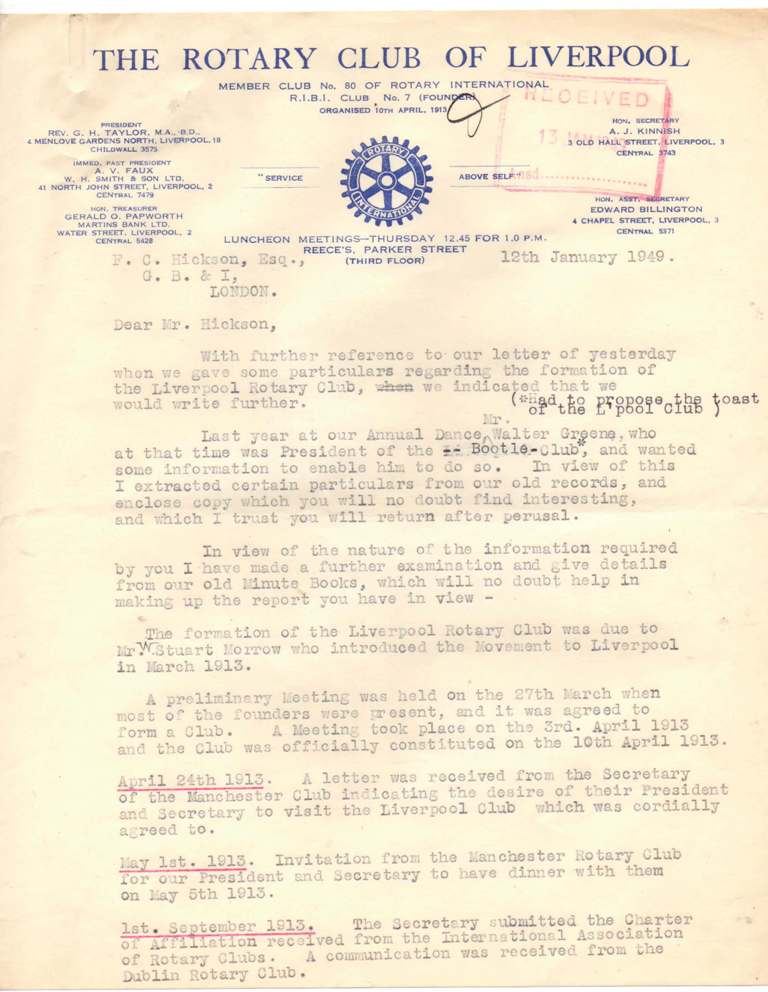 THE ROTARY CLUB OF LIVERPOOL
MEMBER CLUB No. 80 OF ROTARY INTERNATIONAL
R.I.B.I. CLUB No. 7 (FOUNDER)
ORGANISED 10TH APRIL, 1913
RECEIVED
PRESIDENT
REV. G. H. TAYLOR, M.A., B.D.,
4 MENLOVE GARDENS NORTH, LIVERPOOL, 18
CHILDWALL 3575
IMMED. PAST PRESIDENT
A. V. FAUX
W. H. SMITH & SON LTD.
41 NORTH JOHN STREET, LIVERPOOL, 2
CENTRAL 7479
HON. TREASURER
GERALD O. PAPWORTH
MARTINS BANK LTD.
WATER STREET, LIVERPOOL, 2
CENTRAL 5428
HON. SECRETARY
A. J. KINNISH
3 OLD HALL STREET, LIVERPOOL, 3
CENTRAL 3743
HON. ASST. SECRETARY
EDWARD BILLINGTON
4 CHAPEL STREET, LIVERPOOL, 3
CENTRAL 5371
"SERVICE
ABOVE SELF
ROTARY
INTERNATIONAL
LUNCHEON MEETINGS—THURSDAY 12.45 FOR 1.0 P.M.
REECE'S, PARKER STREET
(THIRD FLOOR)
F. C. Hickson, Esq.,
G. B. & I,
LONDON.
12th January 1949.
Dear Mr. Hickson,
With further reference to our letter of yesterday
when we gave some particulars regarding the formation of
the Liverpool Rotary Club, when we indicated that we
would write further.
(*Had to propose the toast
of the L'pool Club )
Mr.
Last year at our Annual Dance Walter Greene, who
at that time was President of the Bootle Club*, and wanted
some information to enable him to do so. In view of this
I extracted certain particulars from our old records, and
enclose copy which you will no doubt find interesting,
and which I trust you will return after perusal.
In view of the nature of the information required
by you I have made a further examination and give details
from our old Minute Books, which will no doubt help in
making up the report you have in view -
The formation of the Liverpool Rotary Club was due to
Mr. W Stuart Morrow who introduced the Movement to Liverpool
in March 1913.
A preliminary Meeting was held on the 27th March when
most of the founders were present, and it was agreed to
form a Club. A Meeting took place on the 3rd. April 1913
and the Club was officially constituted on the 10th April 1913.
April 24th 1913. A letter was received from the Secretary
of the Manchester Club indicating the desire of their President
and Secretary to visit the Liverpool Club which was cordially
agreed to.
May 1st. 1913. Invitation from the Manchester Rotary Club
for our President and Secretary to have dinner with them
on May 5th 1913.
1st. September 1913. The Secretary submitted the Charter
of Affiliation received from the International Association
of Rotary Clubs. A communication was received from the
Dublin Rotary Club.